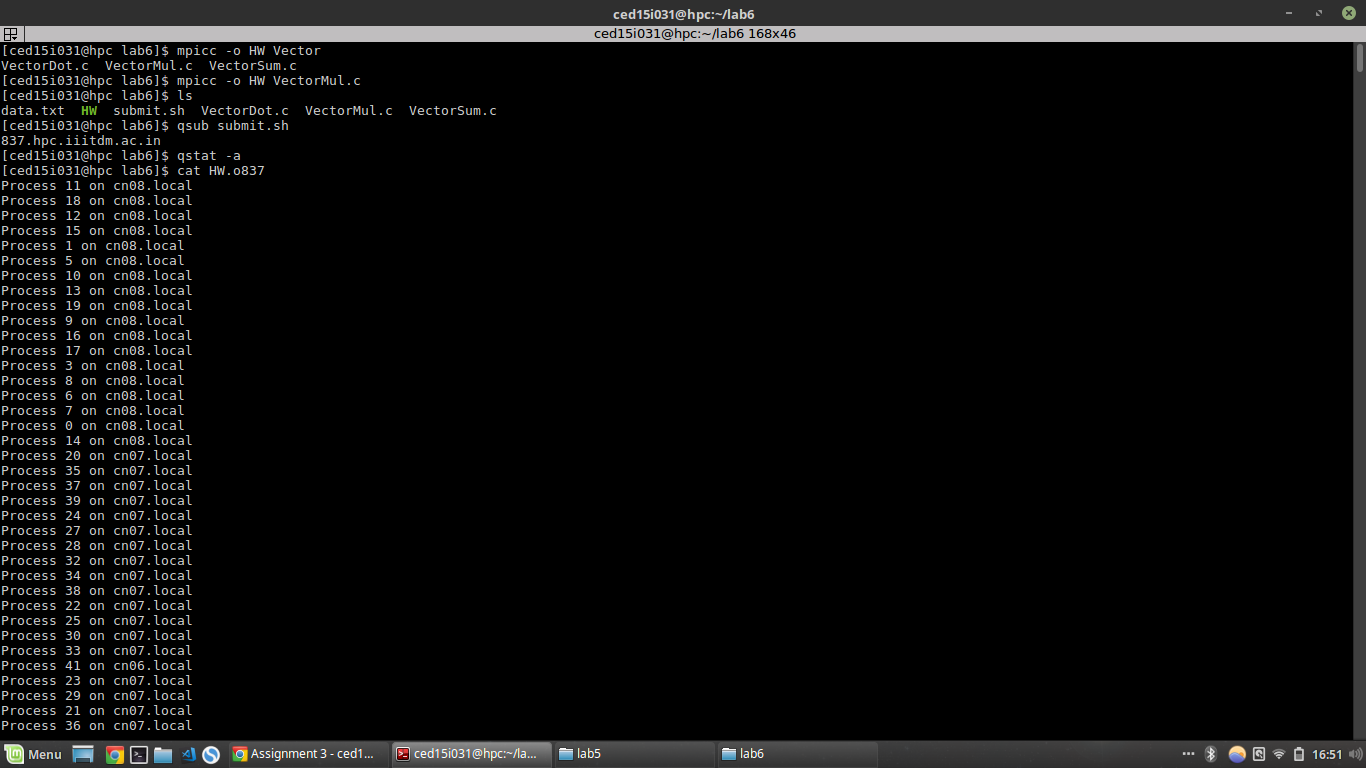 ced15i031@hpc:~/lab6
ced15i031@hpc:~/lab6 168x46
[ced15i031@hpc lab6]$ mpicc -o HW Vector
VectorDot.c  VectorMul.c  VectorSum.c
[ced15i031@hpc lab6]$ mpicc -o HW VectorMul.c
[ced15i031@hpc lab6]$ ls
data.txt  HW  submit.sh  VectorDot.c  VectorMul.c  VectorSum.c
[ced15i031@hpc lab6]$ qsub submit.sh
837.hpc.iiitdm.ac.in
[ced15i031@hpc lab6]$ qstat -a
[ced15i031@hpc lab6]$ cat HW.o837
Process 11 on cn08.local
Process 18 on cn08.local
Process 12 on cn08.local
Process 15 on cn08.local
Process 1 on cn08.local
Process 5 on cn08.local
Process 10 on cn08.local
Process 13 on cn08.local
Process 19 on cn08.local
Process 9 on cn08.local
Process 16 on cn08.local
Process 17 on cn08.local
Process 3 on cn08.local
Process 8 on cn08.local
Process 6 on cn08.local
Process 7 on cn08.local
Process 0 on cn08.local
Process 14 on cn08.local
Process 20 on cn07.local
Process 35 on cn07.local
Process 37 on cn07.local
Process 39 on cn07.local
Process 24 on cn07.local
Process 27 on cn07.local
Process 28 on cn07.local
Process 32 on cn07.local
Process 34 on cn07.local
Process 38 on cn07.local
Process 22 on cn07.local
Process 25 on cn07.local
Process 30 on cn07.local
Process 33 on cn07.local
Process 41 on cn06.local
Process 23 on cn07.local
Process 29 on cn07.local
Process 21 on cn07.local
Process 36 on cn07.local
Menu Assignment 3 - ced1... ced15i031@hpc:~/la... lab5 lab6 16:51